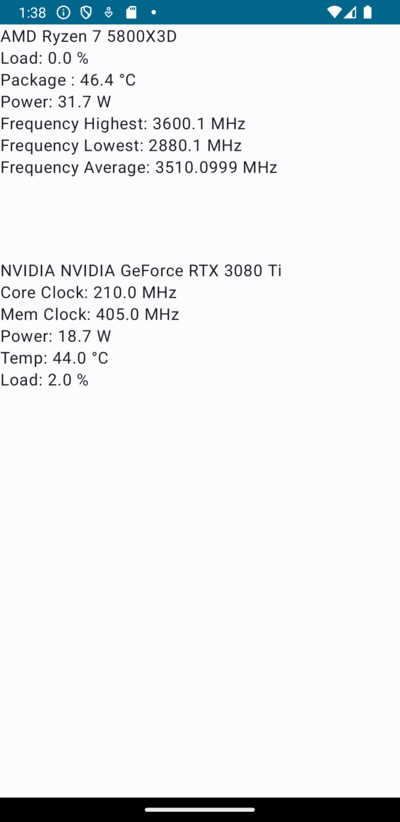 1:38
AMD Ryzen 7 5800X3D
Load: 0.0 %
Package : 46.4 °C
Power: 31.7 W
Frequency Highest: 3600.1 MHz
Frequency Lowest: 2880.1 MHz
Frequency Average: 3510.0999 MHz
NVIDIA NVIDIA GeForce RTX 3080 Ti
Core Clock: 210.0 MHz
Mem Clock: 405.0 MHz
Power: 18.7 W
Temp: 44.0 °C
Load: 2.0 %